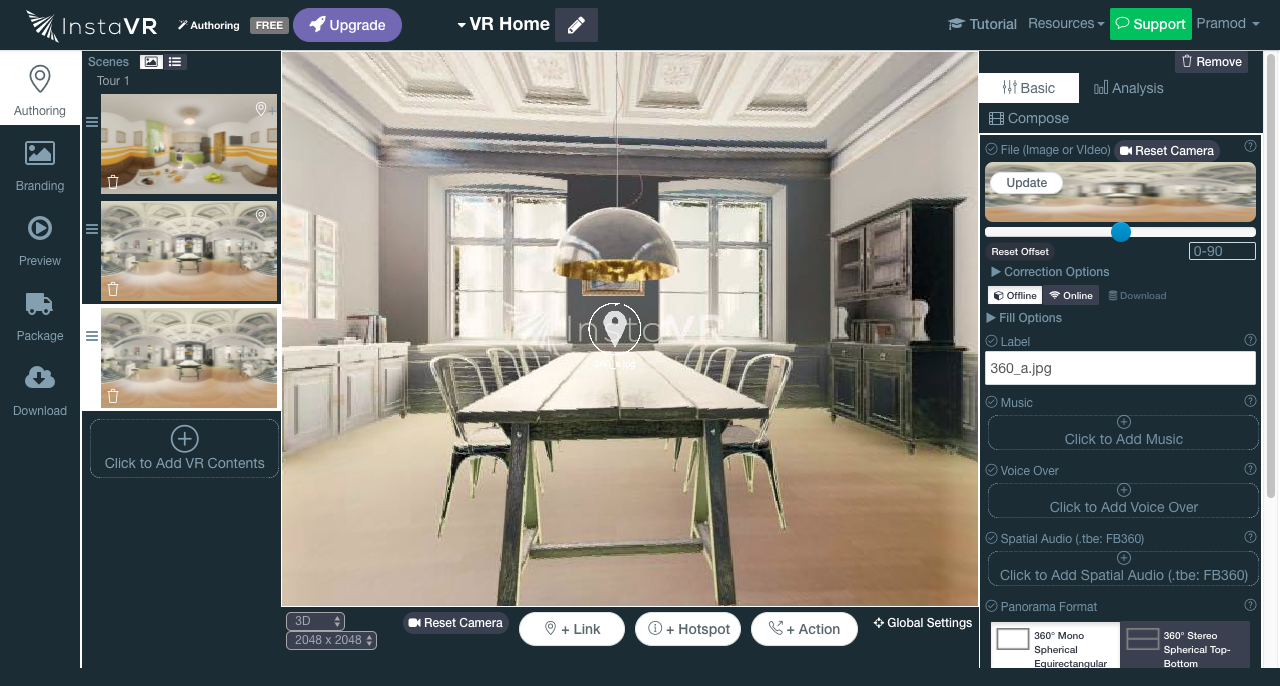 InstaVR
Authoring
FREE
Upgrade
VR Home
Tutorial
Resources
Support
Pramod
Authoring
Branding
Preview
Package
Download
Scenes
Tour 1
Click to Add VR Contents
InstaVR
3D
2048 x 2048
Reset Camera
+ Link
+ Hotspot
+ Action
Global Settings
Remove
Basic
Analysis
Compose
File (Image or VIdeo)
Reset Camera
Update
Reset Offset
0-90
Correction Options
Offline
Online
Download
Fill Options
Label
360_a.jpg
Music
Click to Add Music
Voice Over
Click to Add Voice Over
Spatial Audio (.tbe: FB360)
Click to Add Spatial Audio (.tbe: FB360)
Panorama Format
360° Mono
Spherical
Equirectangular
360° Stereo
Spherical Top-
Bottom